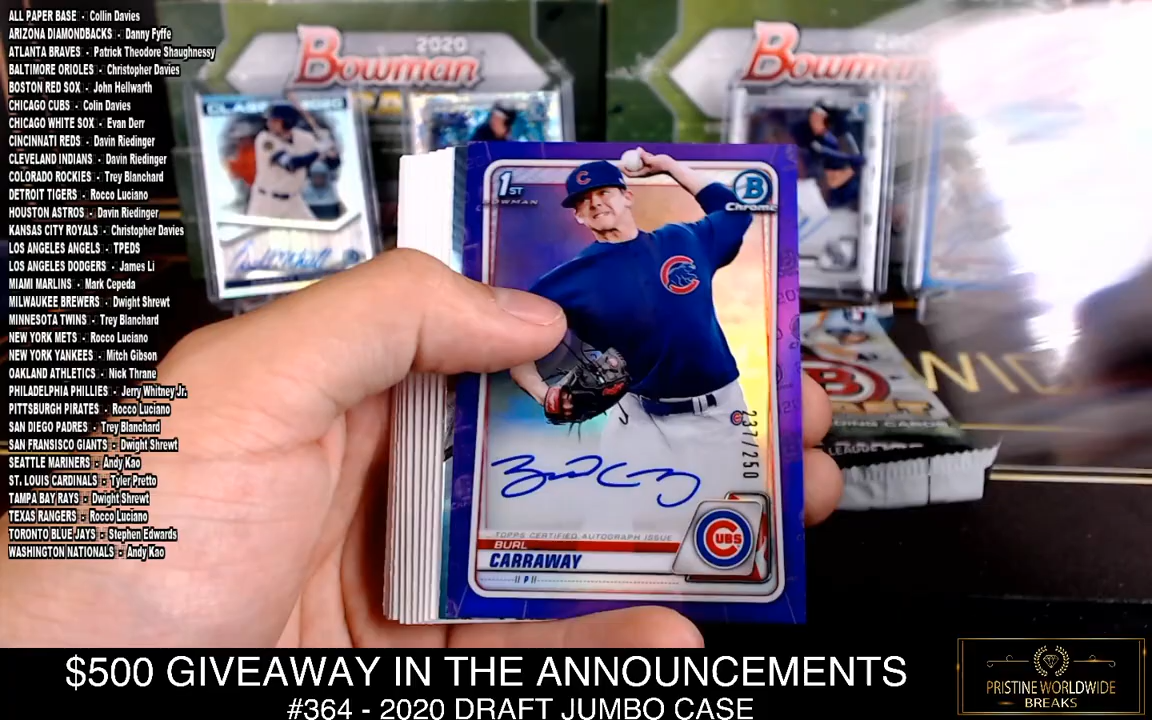 ALL PAPER BASE - Collin Davies
ARIZONA DIAMONDBACKS - Danny Fyffe
ATLANTA BRAVES - Patrick Theodore Shaughnessy
BALTIMORE ORIOLES - Christopher Davies
BOSTON RED SOX - John Hellwarth
CHICAGO CUBS - Colin Davies
CHICAGO WHITE SOX - Evan Derr
CINCINNATI REDS - Davin Riedinger
CLEVELAND INDIANS - Davin Riedinger
COLORADO ROCKIES - Trey Blanchard
DETROIT TIGERS - Rocco Luciano
HOUSTON ASTROS - Davin Riedinger
KANSAS CITY ROYALS - Christopher Davies
LOS ANGELES ANGELS - TPEDS
LOS ANGELES DODGERS - James Li
MIAMI MARLINS - Mark Cepeda
MILWAUKEE BREWERS - Dwight Shrewt
MINNESOTA TWINS - Trey Blanchard
NEW YORK METS - Rocco Luciano
NEW YORK YANKEES - Mitch Gibson
OAKLAND ATHLETICS - Nick Thrane
PHILADELPHIA PHILLIES - Jerry Whitney Jr.
PITTSBURGH PIRATES - Rocco Luciano
SAN DIEGO PADRES - Trey Blanchard
SAN FRANSISCO GIANTS - Dwight Shrewt
SEATTLE MARINERS - Andy Kao
ST. LOUIS CARDINALS - Tyler Pretto
TAMPA BAY RAYS - Dwight Shrewt
TEXAS RANGERS - Rocco Luciano
TORONTO BLUE JAYS - Stephen Edwards
WASHINGTON NATIONALS - Andy Kao
2020
Bowman
Bowman
1ST
BOWMAN
B
Chrome
C
237/250
CUBS
TOPPS CERTIFIED AUTOGRAPH ISSUE
BURL
CARRAWAY
P
$500 GIVEAWAY IN THE ANNOUNCEMENTS
#364 - 2020 DRAFT JUMBO CASE
PRISTINE WORLDWIDE
BREAKS